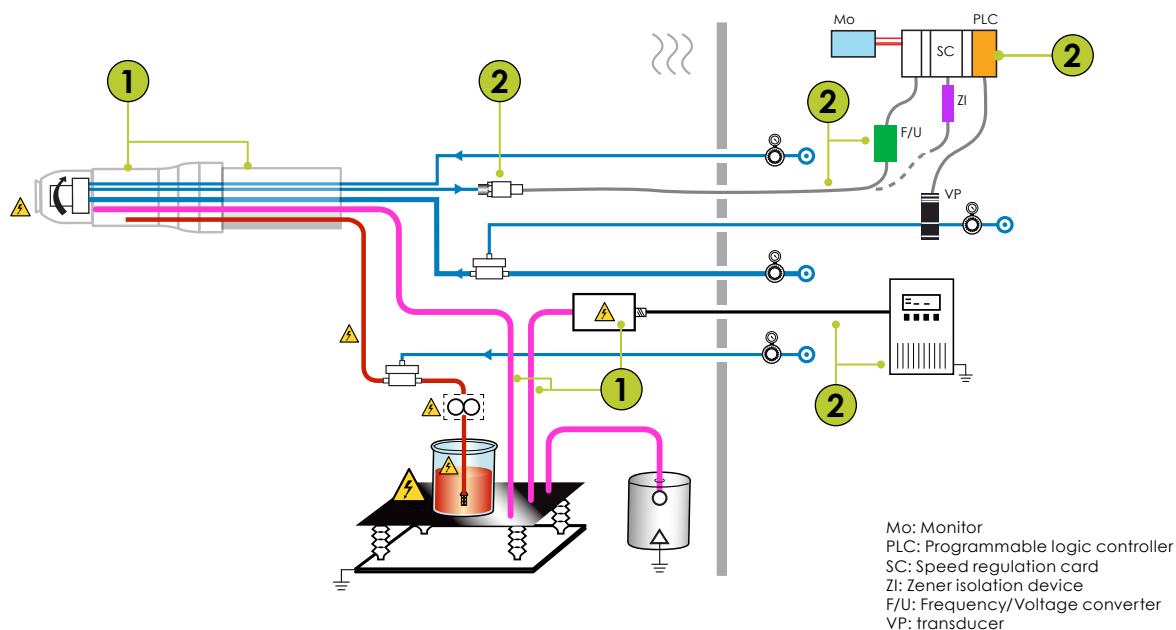 Mo
PLC
SC
2
1
2
2
ZI
F/U
VP
1
2
Mo: Monitor
PLC: Programmable logic controller
SC: Speed regulation card
ZI: Zener isolation device
F/U: Frequency/Voltage converter
VP: transducer